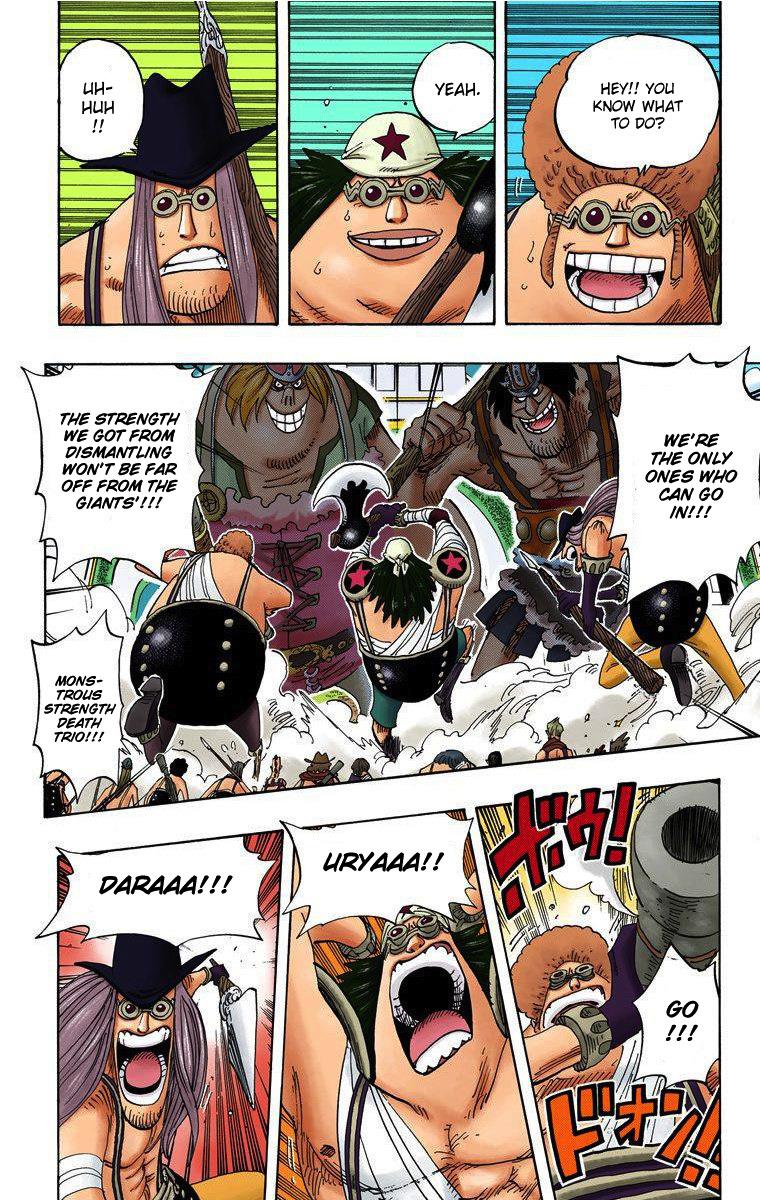 HEY!! YOU
KNOW WHAT
TO DO?
YEAH.
UH-
HUH
!!
WE'RE
THE ONLY
ONES WHO
CAN GO
IN!!!
THE STRENGTH
WE GOT FROM
DISMANTLING
WON'T BE FAR
OFF FROM THE
GIANTS'!!!
MONS-
TROUS
STRENGTH
DEATH
TRIO!!!
ボウ!
GO
!!!
ドオン!!
URYAAA!!
DARAAA!!!